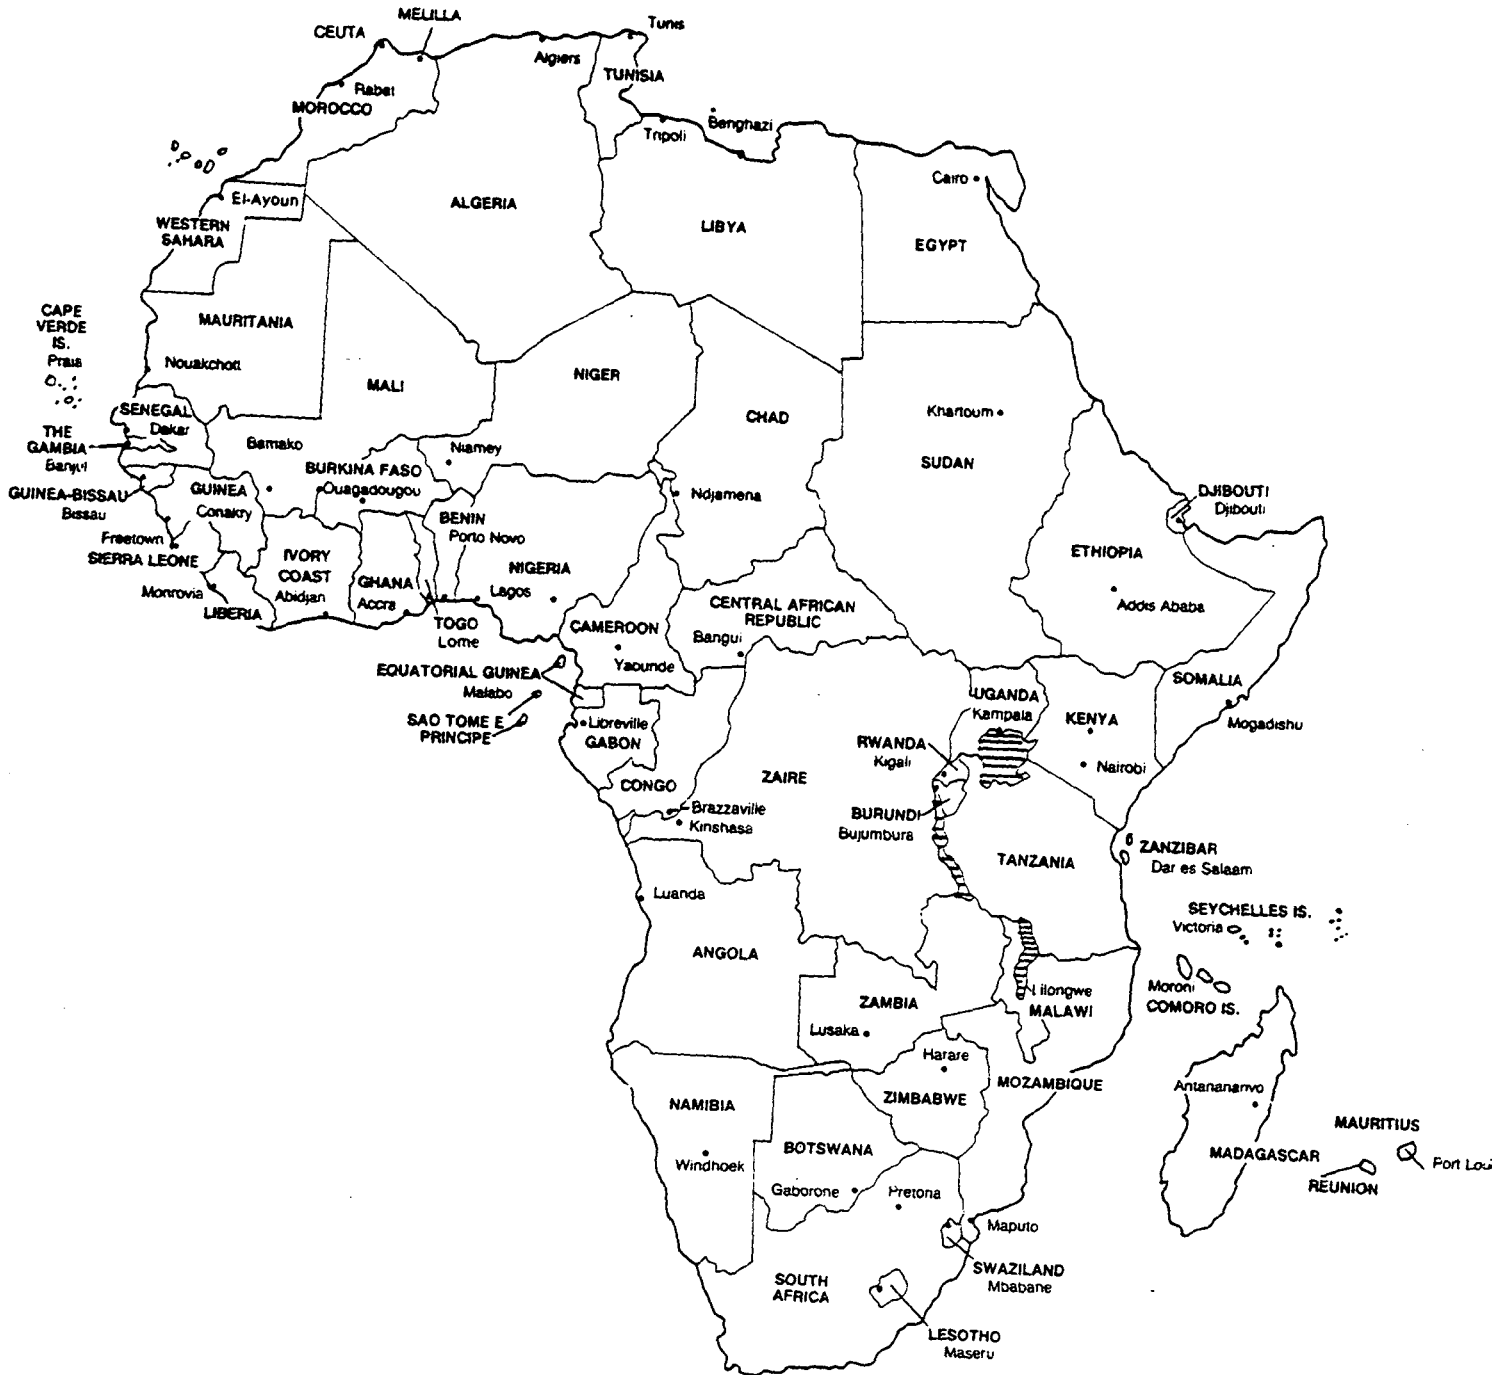 MELILLA
CEUTA
Tunis
Algiers
TUNISIA
Rabat
MOROCCO
Tripoli
Benghazi
Cairo
El-Ayoun
ALGERIA
LIBYA
EGYPT
WESTERN
SAHARA
CAPE
VERDE
IS.
Praia
MAURITANIA
Nouakchott
MALI
NIGER
CHAD
Khartoum
SUDAN
SENEGAL
Dakar
THE
GAMBIA
Banjul
Bamako
Niamey
BURKINA FASO
Ouagadougou
GUINEA-BISSAU
Bissau
GUINEA
Conakry
Ndjamena
DJIBOUTI
Djibouti
Freetown
SIERRA LEONE
BENIN
Porto Novo
IVORY
COAST
Abidjan
GHANA
Accra
NIGERIA
Lagos
ETHIOPIA
Addis Ababa
Monrovia
LIBERIA
TOGO
Lome
CAMEROON
Yaounde
CENTRAL AFRICAN
REPUBLIC
Bangui
EQUATORIAL GUINEA
Malabo
SAO TOME E
PRINCIPE
Libreville
GABON
CONGO
Brazzaville
Kinshasa
ZAIRE
UGANDA
Kampala
KENYA
Nairobi
SOMALIA
Mogadishu
RWANDA
Kigali
BURUNDI
Bujumbura
TANZANIA
ZANZIBAR
Dar es Salaam
Luanda
ANGOLA
SEYCHELLES IS.
Victoria
Moroni
COMORO IS.
ZAMBIA
Lusaka
Lilongwe
MALAWI
Harare
ZIMBABWE
MOZAMBIQUE
NAMIBIA
Windhoek
BOTSWANA
Gaborone
Pretoria
Antananarivo
MADAGASCAR
MAURITIUS
Port Loui
REUNION
Maputo
SWAZILAND
Mbabane
SOUTH
AFRICA
LESOTHO
Maseru